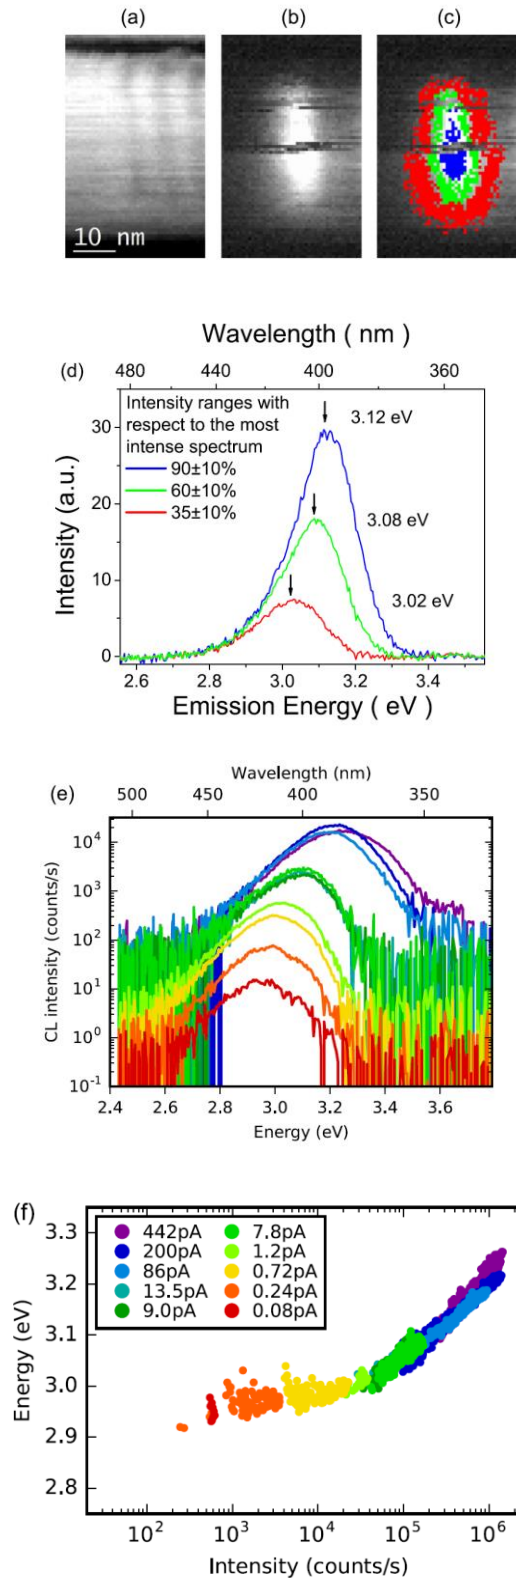 (a) (b) (c)
10 nm
Wavelength ( nm )
480 440 400 360
(d)
Intensity ranges with
respect to the most
intense spectrum
90±10%
60±10%
35±10%
3.12 eV
3.08 eV
3.02 eV
30
20
10
0
Intensity (a.u.)
2.6 2.8 3.0 3.2 3.4
Emission Energy ( eV )
Wavelength (nm)
(e) 500 450 400 350
10⁴
10³
10²
10¹
10⁰
10⁻¹
CL intensity (counts/s)
2.4 2.6 2.8 3.0 3.2 3.4 3.6
Energy (eV)
(f)
442pA 7.8pA
200pA 1.2pA
86pA 0.72pA
13.5pA 0.24pA
9.0pA 0.08pA
3.3
3.2
3.1
3.0
2.9
2.8
Energy (eV)
10² 10³ 10⁴ 10⁵ 10⁶
Intensity (counts/s)